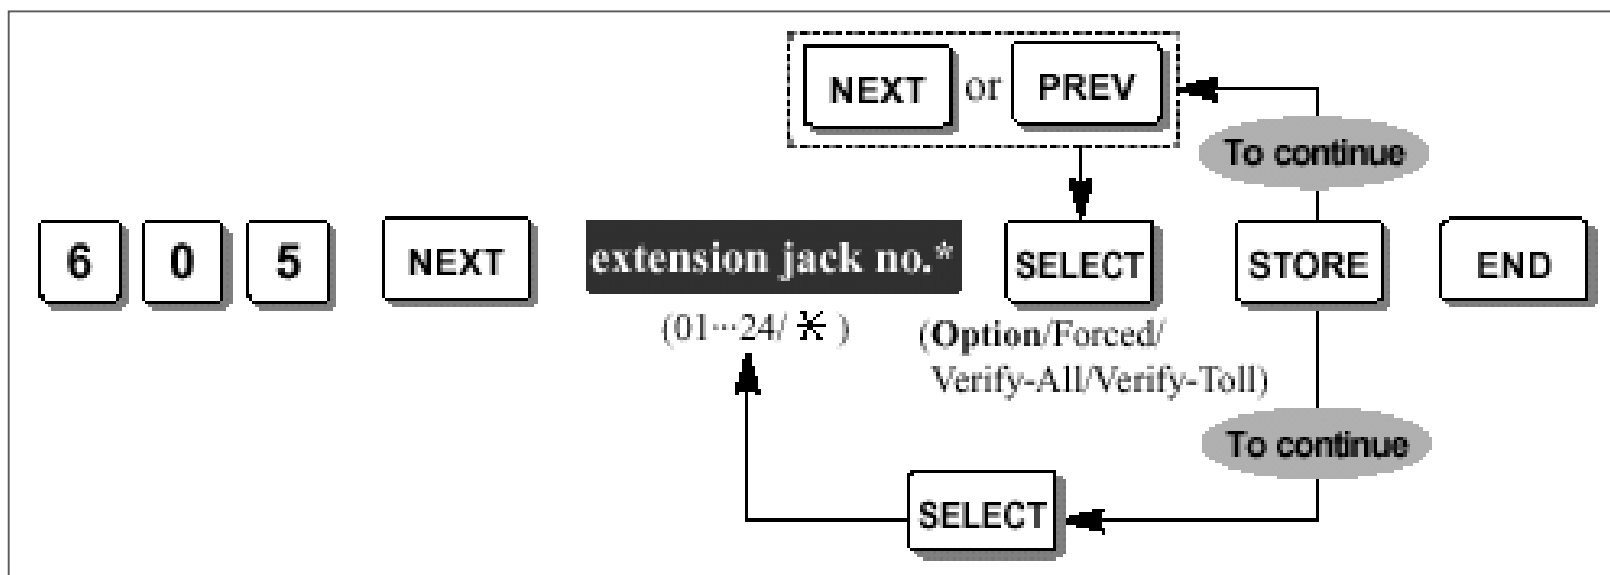 NEXT or PREV
To continue
6 0 5 NEXT extension jack no.* SELECT STORE END
(01···24/ ✕ ) (Option/Forced/
Verify-All/Verify-Toll)
To continue
SELECT